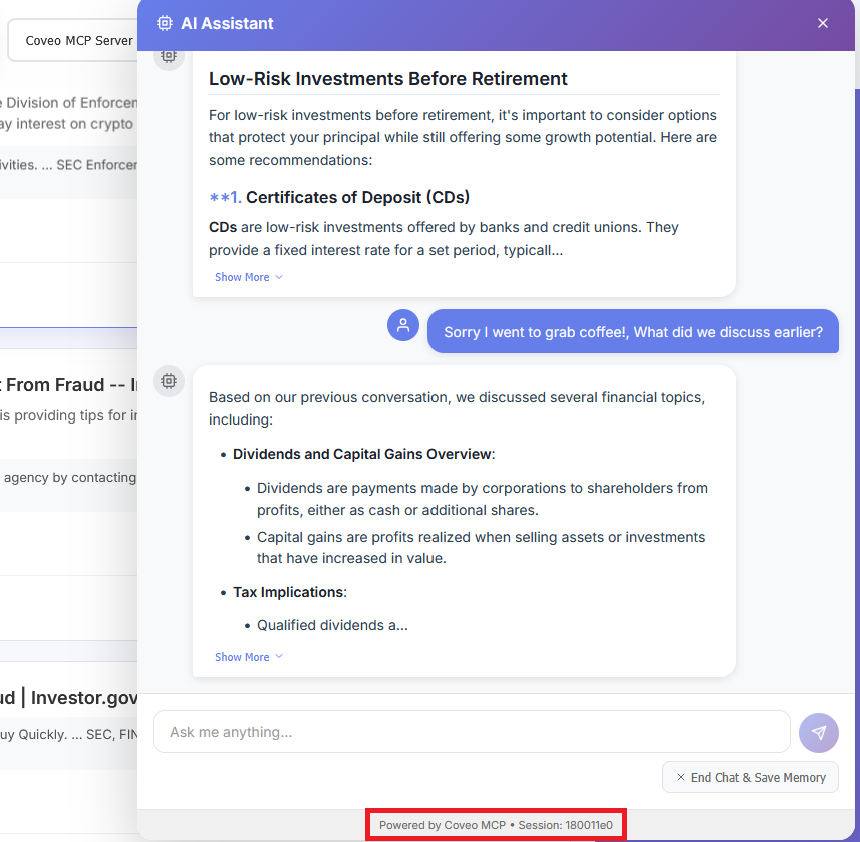 AI Assistant
Coveo MCP Server
Division of Enforcem
ay interest on crypto
ivities. ... SEC Enforcem
From Fraud -- I
is providing tips for i
agency by contacting
ud | Investor.gov
uy Quickly. ... SEC, FIN
Low-Risk Investments Before Retirement
For low-risk investments before retirement, it's important to consider options
that protect your principal while still offering some growth potential. Here are
some recommendations:
**1. Certificates of Deposit (CDs)
CDs are low-risk investments offered by banks and credit unions. They
provide a fixed interest rate for a set period, typicall...
Show More
Sorry I went to grab coffee!, What did we discuss earlier?
Based on our previous conversation, we discussed several financial topics,
including:
• Dividends and Capital Gains Overview:
• Dividends are payments made by corporations to shareholders from
profits, either as cash or additional shares.
• Capital gains are profits realized when selling assets or investments
that have increased in value.
• Tax Implications:
• Qualified dividends a...
Show More
Ask me anything...
End Chat & Save Memory
Powered by Coveo MCP • Session: 180011e0